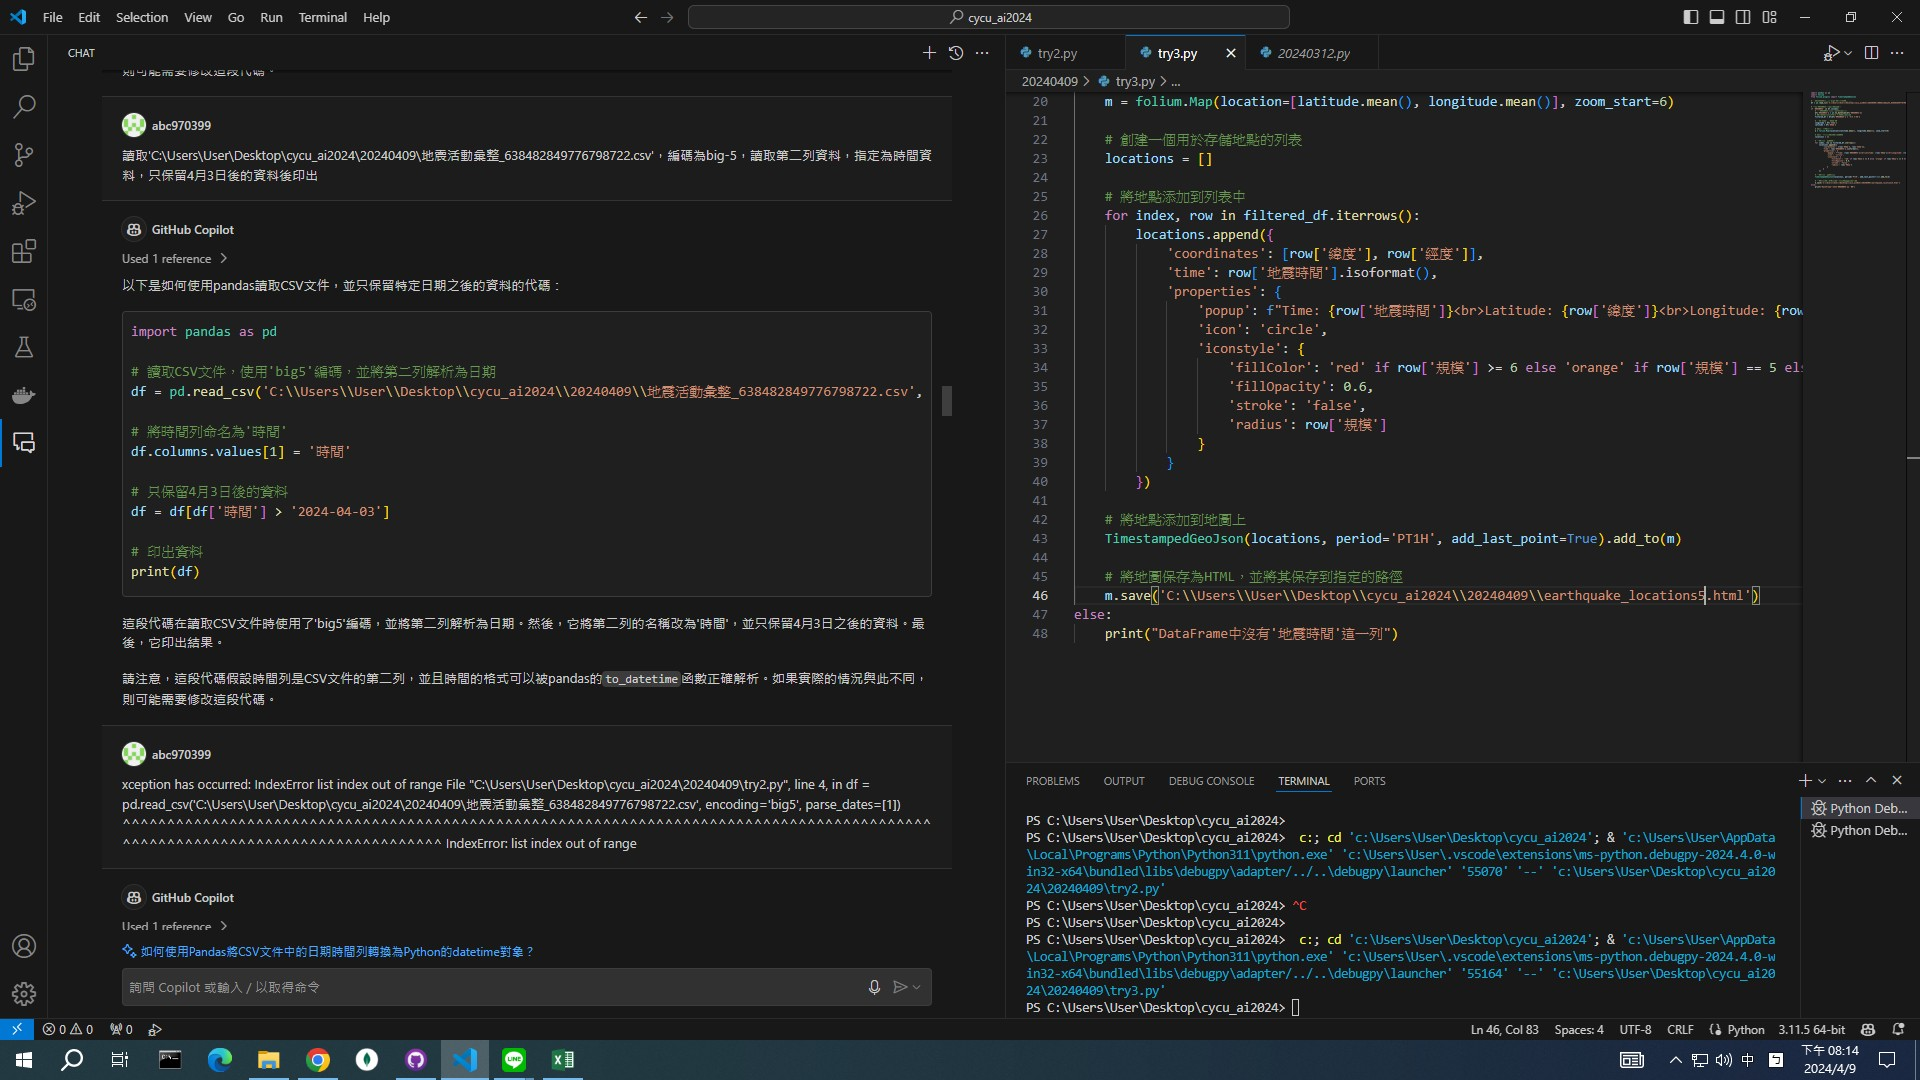 File Edit Selection View Go Run Terminal Help
cycu_ai2024
CHAT
則可能需要修改這段代碼。
abc970399
讀取'C:\Users\User\Desktop\cycu_ai2024\20240409\地震活動彙整_638482849776798722.csv'，編碼為big-5，讀取第二列資料，指定為時間資
料，只保留4月3日後的資料後印出
GitHub Copilot
Used 1 reference
以下是如何使用pandas讀取CSV文件，並只保留特定日期之後的資料的代碼：
import pandas as pd
# 讀取CSV文件，使用'big5'編碼，並將第二列解析為日期
df = pd.read_csv('C:\\Users\\User\\Desktop\\cycu_ai2024\\20240409\\地震活動彙整_638482849776798722.csv',
# 將時間列命名為'時間'
df.columns.values[1] = '時間'
# 只保留4月3日後的資料
df = df[df['時間'] > '2024-04-03']
# 印出資料
print(df)
這段代碼在讀取CSV文件時使用了'big5'編碼，並將第二列解析為日期。然後，它將第二列的名稱改為'時間'，並只保留4月3日之後的資料。最
後，它印出結果。
請注意，這段代碼假設時間列是CSV文件的第二列，並且時間的格式可以被pandas的to_datetime函數正確解析。如果實際的情況與此不同，
則可能需要修改這段代碼。
abc970399
xception has occurred: IndexError list index out of range File "C:\Users\User\Desktop\cycu_ai2024\20240409\try2.py", line 4, in df =
pd.read_csv('C:\Users\User\Desktop\cycu_ai2024\20240409\地震活動彙整_638482849776798722.csv', encoding='big5', parse_dates=[1])
^^^^^^^^^^^^^^^^^^^^^^^^^^^^^^^^^^^^^^^^^^^^^^^^^^^^^^^^^^^^^^^^^^^^^^^^^^^^^^^^^^^^^^^^^^
^^^^^^^^^^^^^^^^^^^^^^^^^^^^^^^^^^^ IndexError: list index out of range
GitHub Copilot
Used 1 reference
如何使用Pandas將CSV文件中的日期時間列轉換為Python的datetime對象？
詢問 Copilot 或輸入 / 以取得命令
try2.py try3.py 20240312.py
20240409 > try3.py > ...
20 m = folium.Map(location=[latitude.mean(), longitude.mean()], zoom_start=6)
21
22 # 創建一個用於存儲地點的列表
23 locations = []
24
25 # 將地點添加到列表中
26 for index, row in filtered_df.iterrows():
27 locations.append({
28 'coordinates': [row['緯度'], row['經度']],
29 'time': row['地震時間'].isoformat(),
30 'properties': {
31 'popup': f"Time: {row['地震時間']}<br>Latitude: {row['緯度']}<br>Longitude: {row
32 'icon': 'circle',
33 'iconstyle': {
34 'fillColor': 'red' if row['規模'] >= 6 else 'orange' if row['規模'] == 5 els
35 'fillOpacity': 0.6,
36 'stroke': 'false',
37 'radius': row['規模']
38 }
39 }
40 })
41
42 # 將地點添加到地圖上
43 TimestampedGeoJson(locations, period='PT1H', add_last_point=True).add_to(m)
44
45 # 將地圖保存為HTML，並將其保存到指定的路徑
46 m.save('C:\\Users\\User\\Desktop\\cycu_ai2024\\20240409\\earthquake_locations5.html')
47 else:
48 print("DataFrame中沒有'地震時間'這一列")
PROBLEMS OUTPUT DEBUG CONSOLE TERMINAL PORTS
PS C:\Users\User\Desktop\cycu_ai2024>
PS C:\Users\User\Desktop\cycu_ai2024> c:; cd 'c:\Users\User\Desktop\cycu_ai2024'; & 'c:\Users\User\AppData
\Local\Programs\Python\Python311\python.exe' 'c:\Users\User\.vscode\extensions\ms-python.debugpy-2024.4.0-w
in32-x64\bundled\libs\debugpy\adapter/../..\debugpy\launcher' '55070' '--' 'c:\Users\User\Desktop\cycu_ai20
24\20240409\try2.py'
PS C:\Users\User\Desktop\cycu_ai2024> ^C
PS C:\Users\User\Desktop\cycu_ai2024>
PS C:\Users\User\Desktop\cycu_ai2024> c:; cd 'c:\Users\User\Desktop\cycu_ai2024'; & 'c:\Users\User\AppData
\Local\Programs\Python\Python311\python.exe' 'c:\Users\User\.vscode\extensions\ms-python.debugpy-2024.4.0-w
in32-x64\bundled\libs\debugpy\adapter/../..\debugpy\launcher' '55164' '--' 'c:\Users\User\Desktop\cycu_ai20
24\20240409\try3.py'
PS C:\Users\User\Desktop\cycu_ai2024>
Python Deb...
Python Deb...
0 0 0
Ln 46, Col 83 Spaces: 4 UTF-8 CRLF Python 3.11.5 64-bit
LINE
中
ㄅ
下午 08:14
2024/4/9